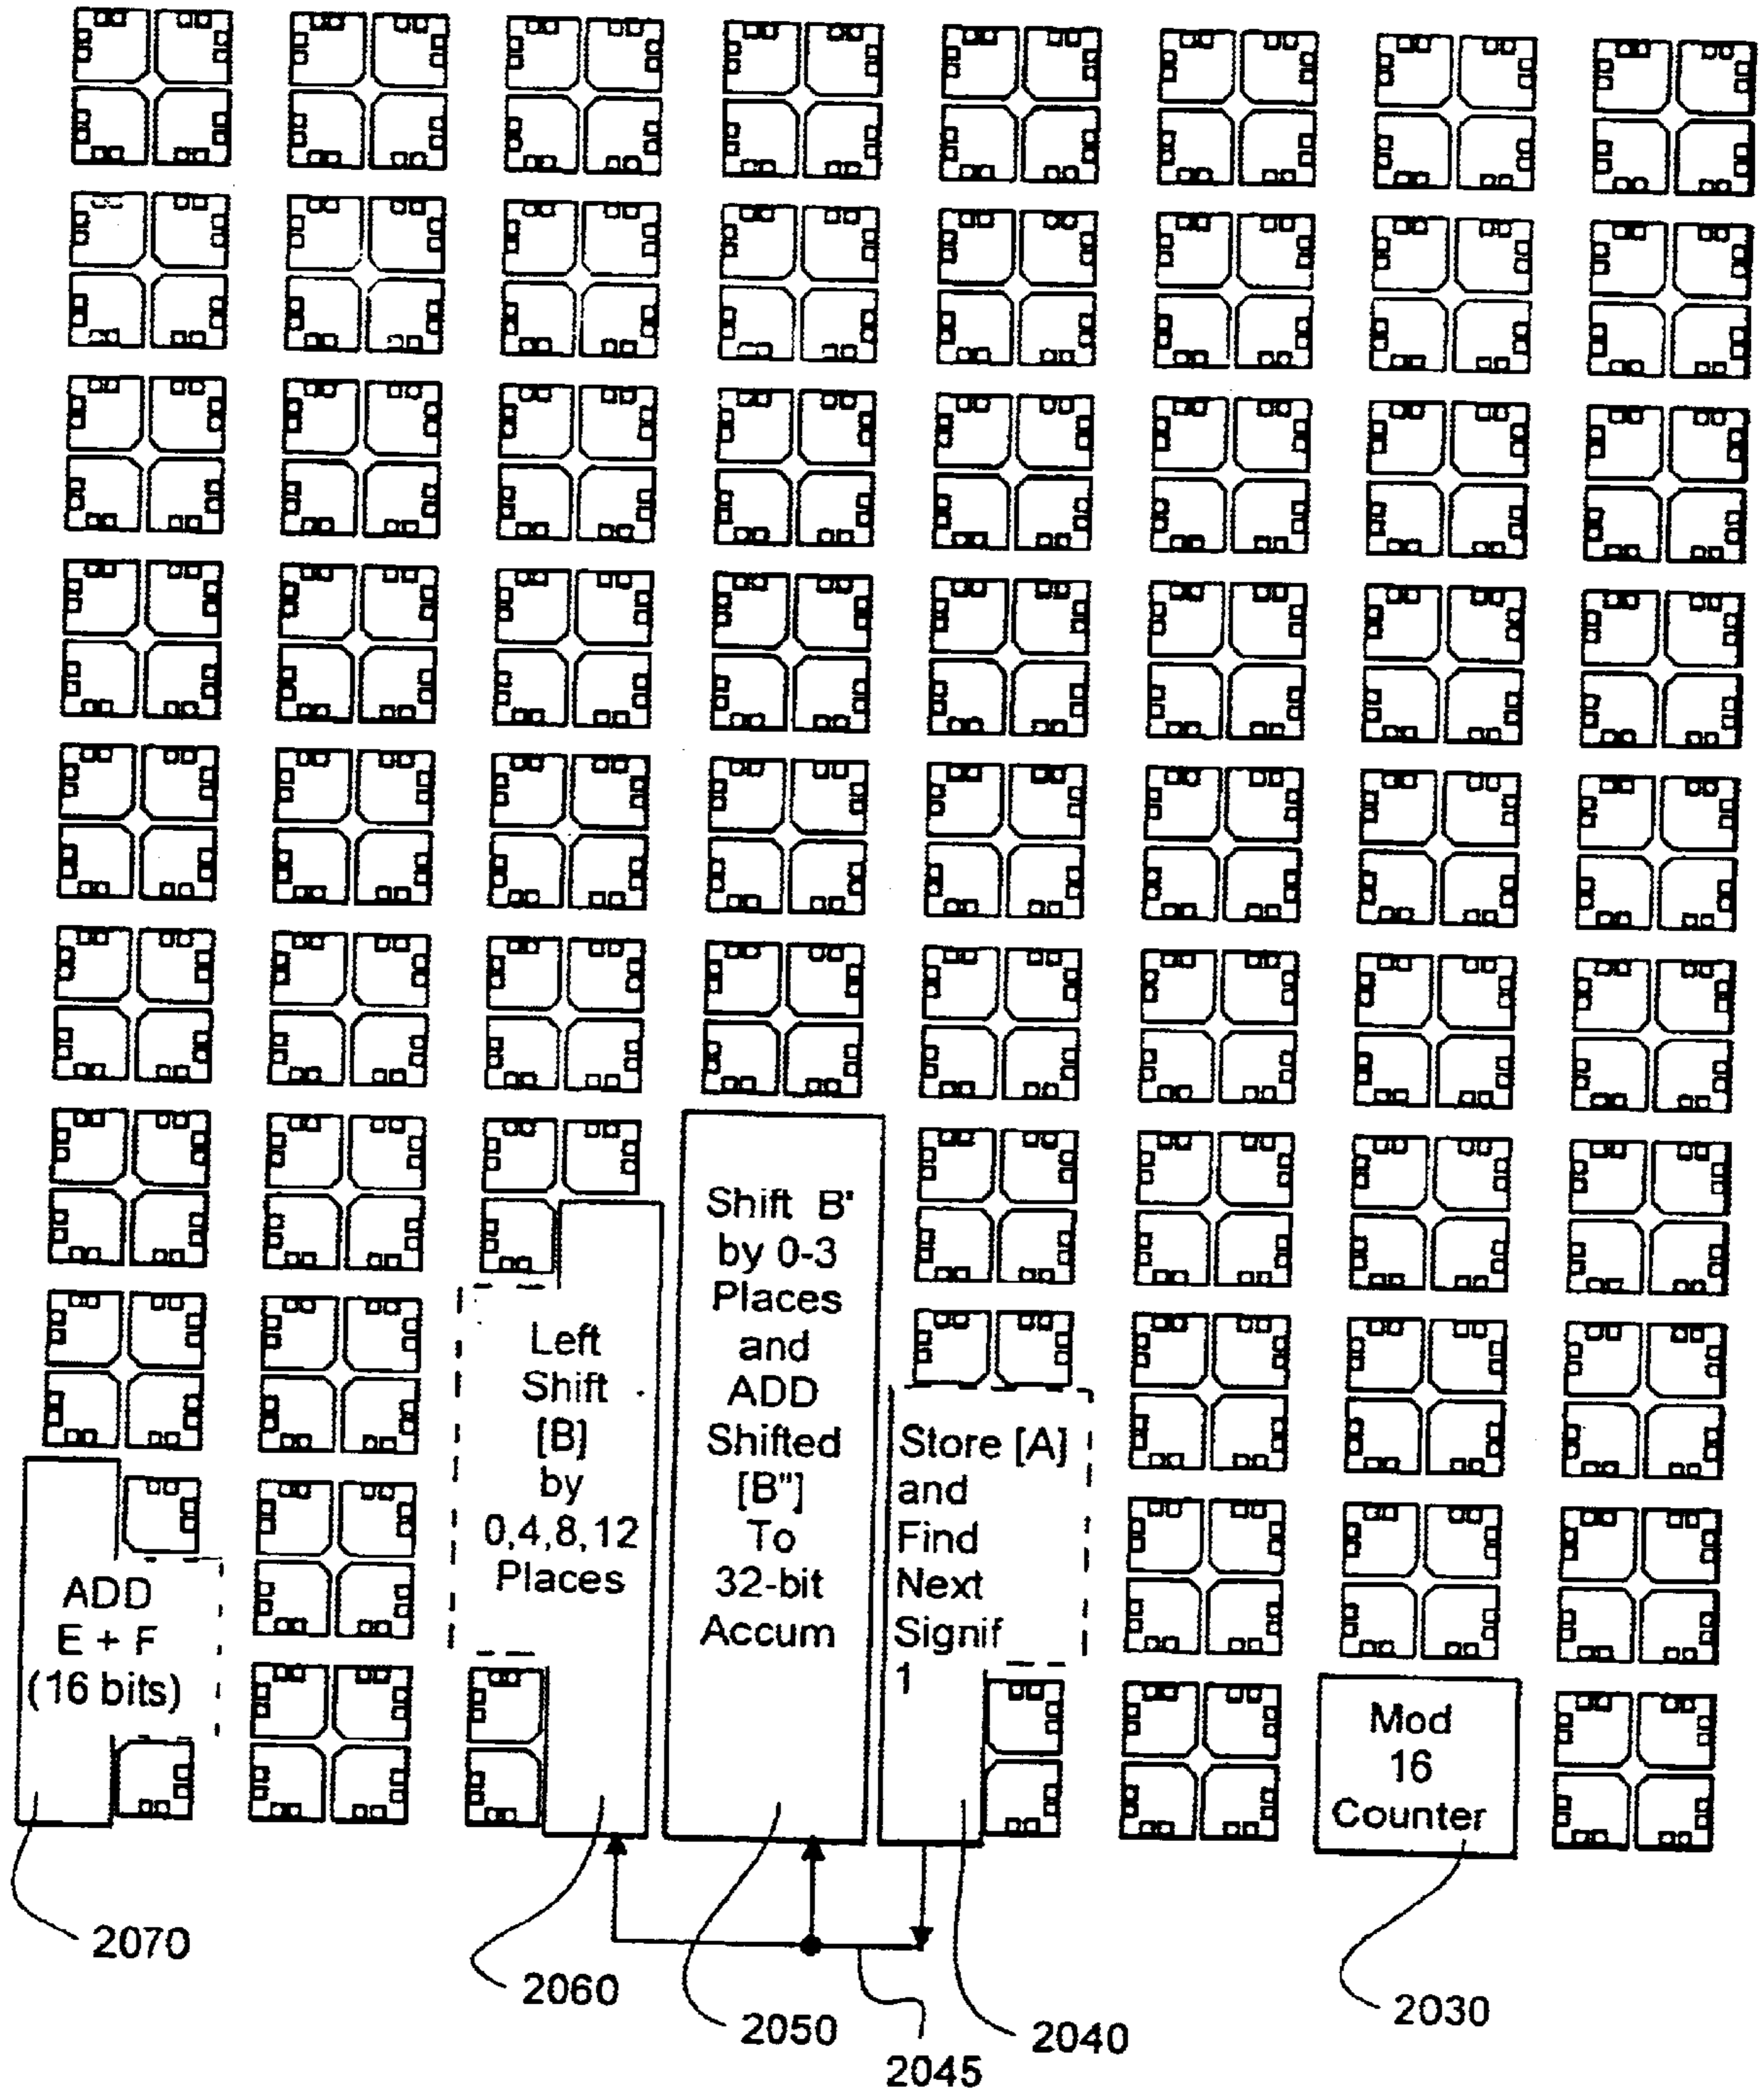 Shift B'
by 0-3
Places
and
ADD
Shifted
[B"]
To
32-bit
Accum
Left
Shift
[B]
by
0,4,8,12
Places
Store [A]
and
Find
Next
Signif
1
ADD
E + F
(16 bits)
Mod
16
Counter
2070
2060
2050
2045
2040
2030